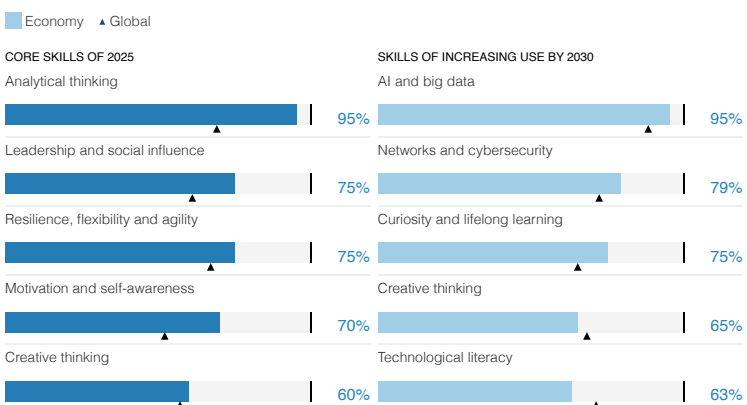 Economy ▲ Global
CORE SKILLS OF 2025
Analytical thinking
95%
Leadership and social influence
75%
Resilience, flexibility and agility
75%
Motivation and self-awareness
70%
Creative thinking
60%
SKILLS OF INCREASING USE BY 2030
AI and big data
95%
Networks and cybersecurity
79%
Curiosity and lifelong learning
75%
Creative thinking
65%
Technological literacy
63%